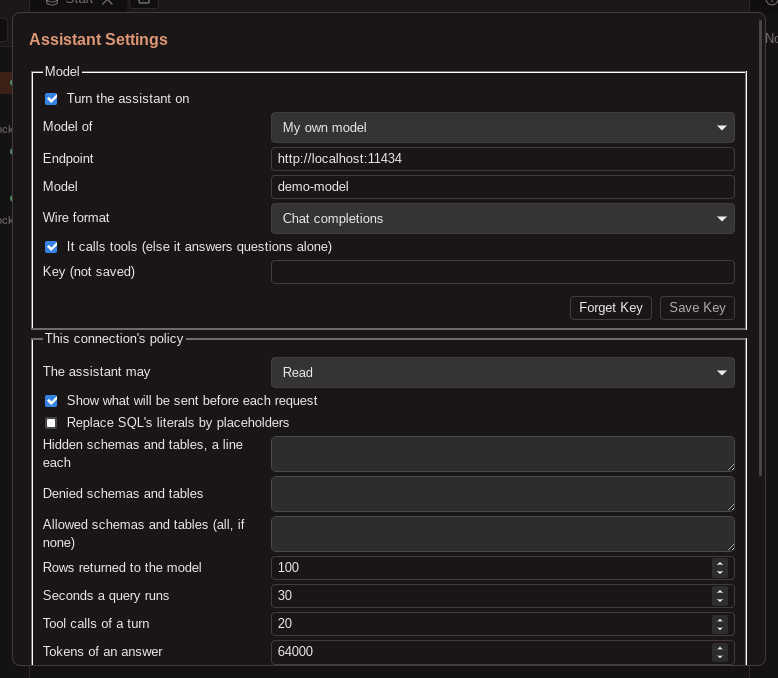 Start
Assistant Settings
Model
Turn the assistant on
Model of
My own model
Endpoint
http://localhost:11434
Model
demo-model
Wire format
Chat completions
It calls tools (else it answers questions alone)
Key (not saved)
Forget Key
Save Key
This connection's policy
The assistant may
Read
Show what will be sent before each request
Replace SQL's literals by placeholders
Hidden schemas and tables, a line
each
Denied schemas and tables
Allowed schemas and tables (all, if
none)
Rows returned to the model
100
Seconds a query runs
30
Tool calls of a turn
20
Tokens of an answer
64000